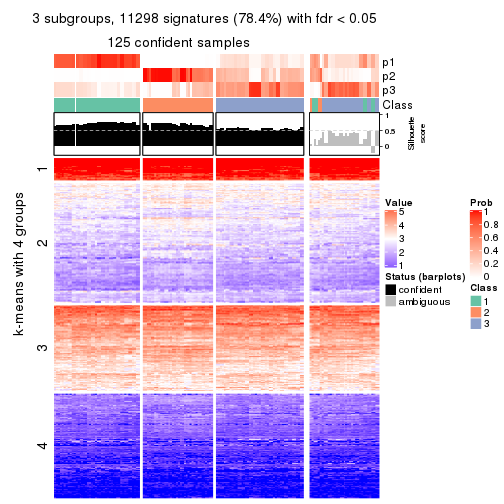 3 subgroups, 11298 signatures (78.4%) with fdr < 0.05
125 confident samples
p1
p2
p3
Class
1
0.5
0
Silhouette
score
k-means with 4 groups
1
2
3
4
Value
5
4
3
2
1
Status (barplots)
confident
ambiguous
Prob
1
0.8
0.6
0.4
0.2
0
Class
1
2
3